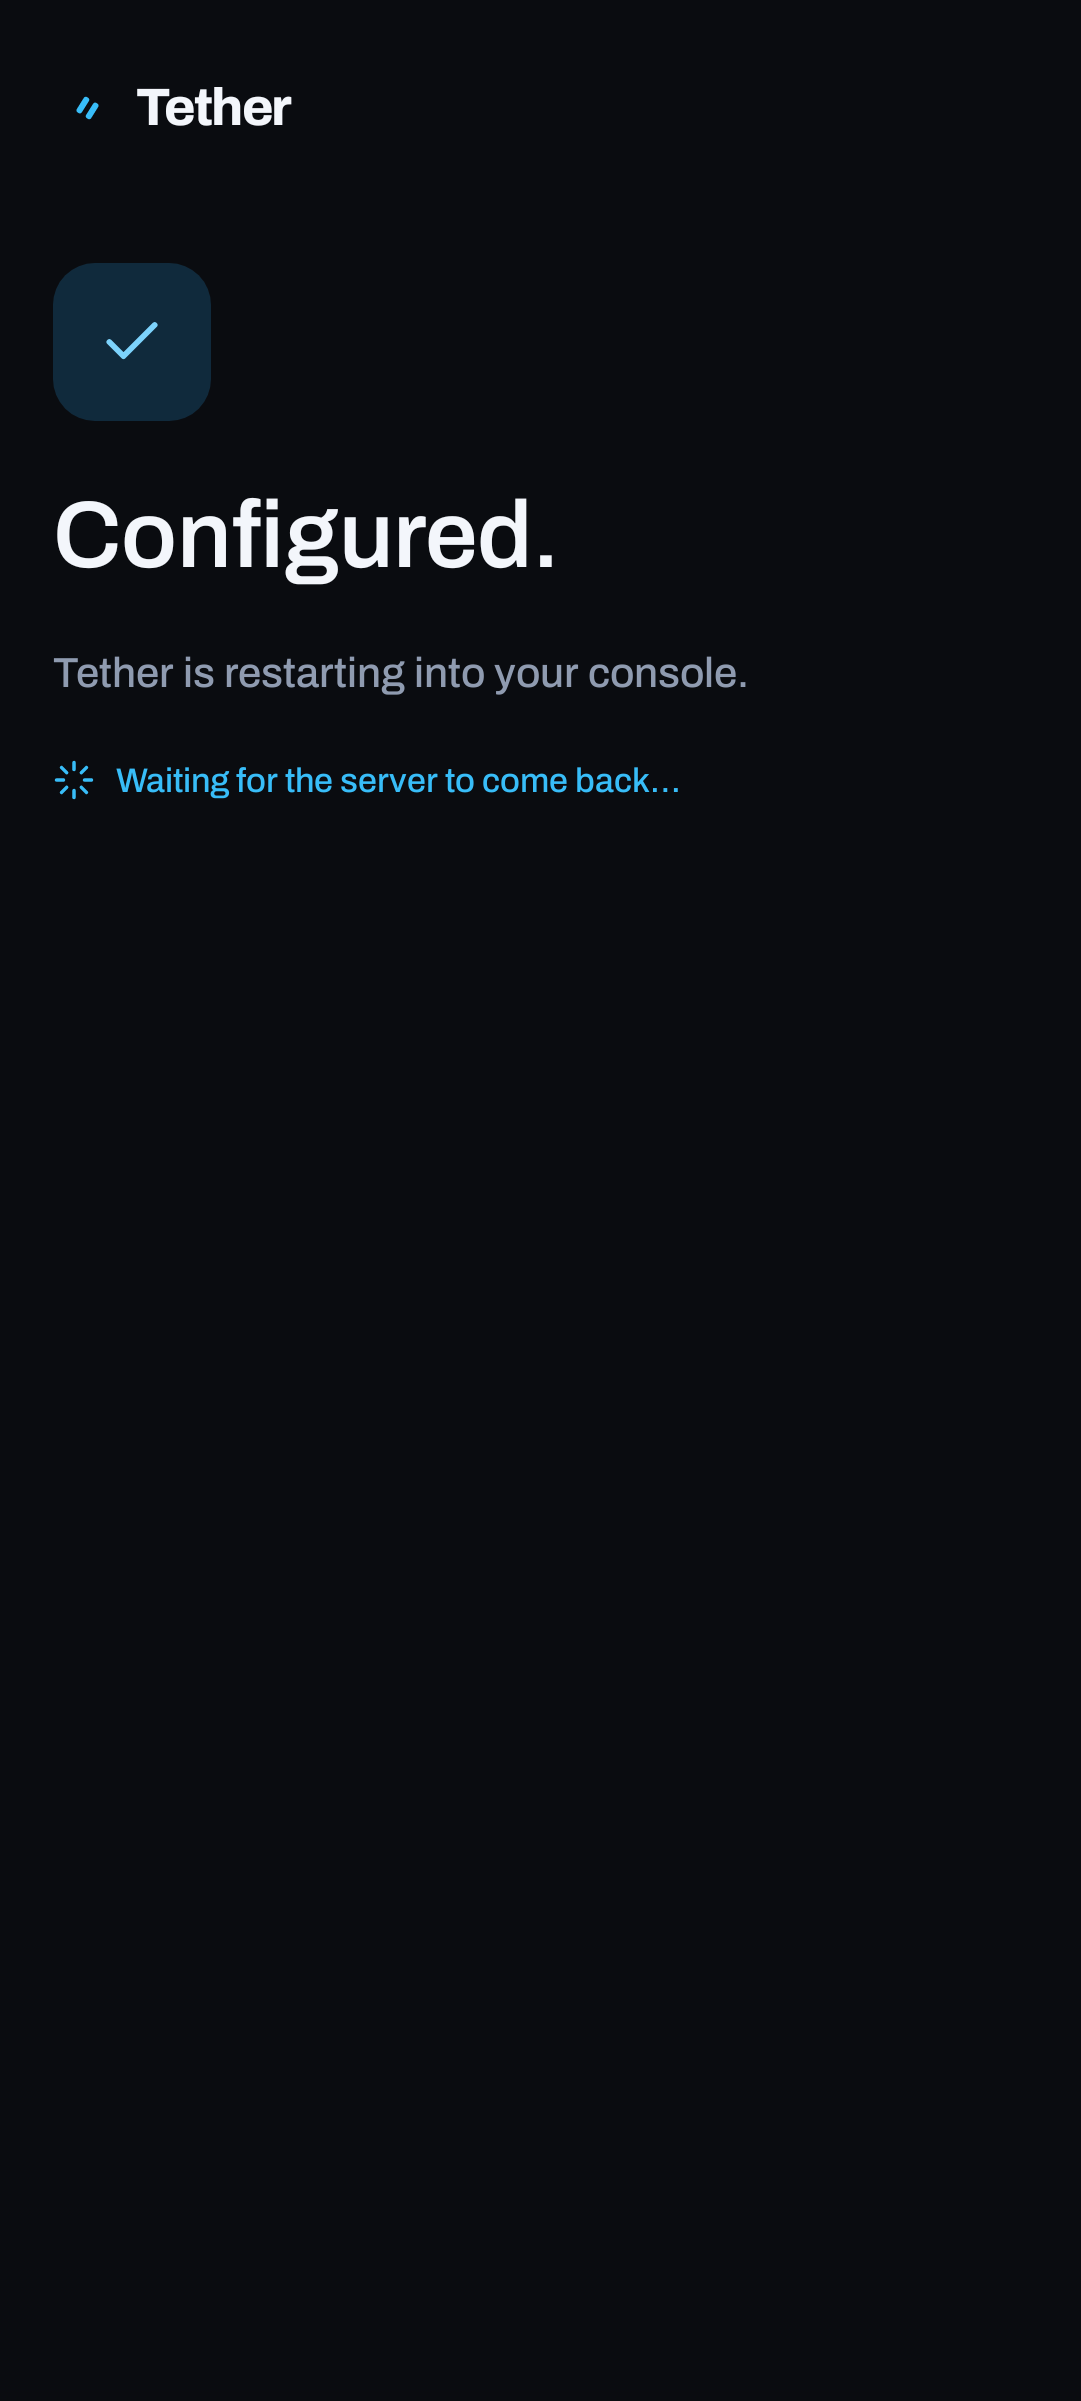 Tether
Configured.
Tether is restarting into your console.
Waiting for the server to come back…